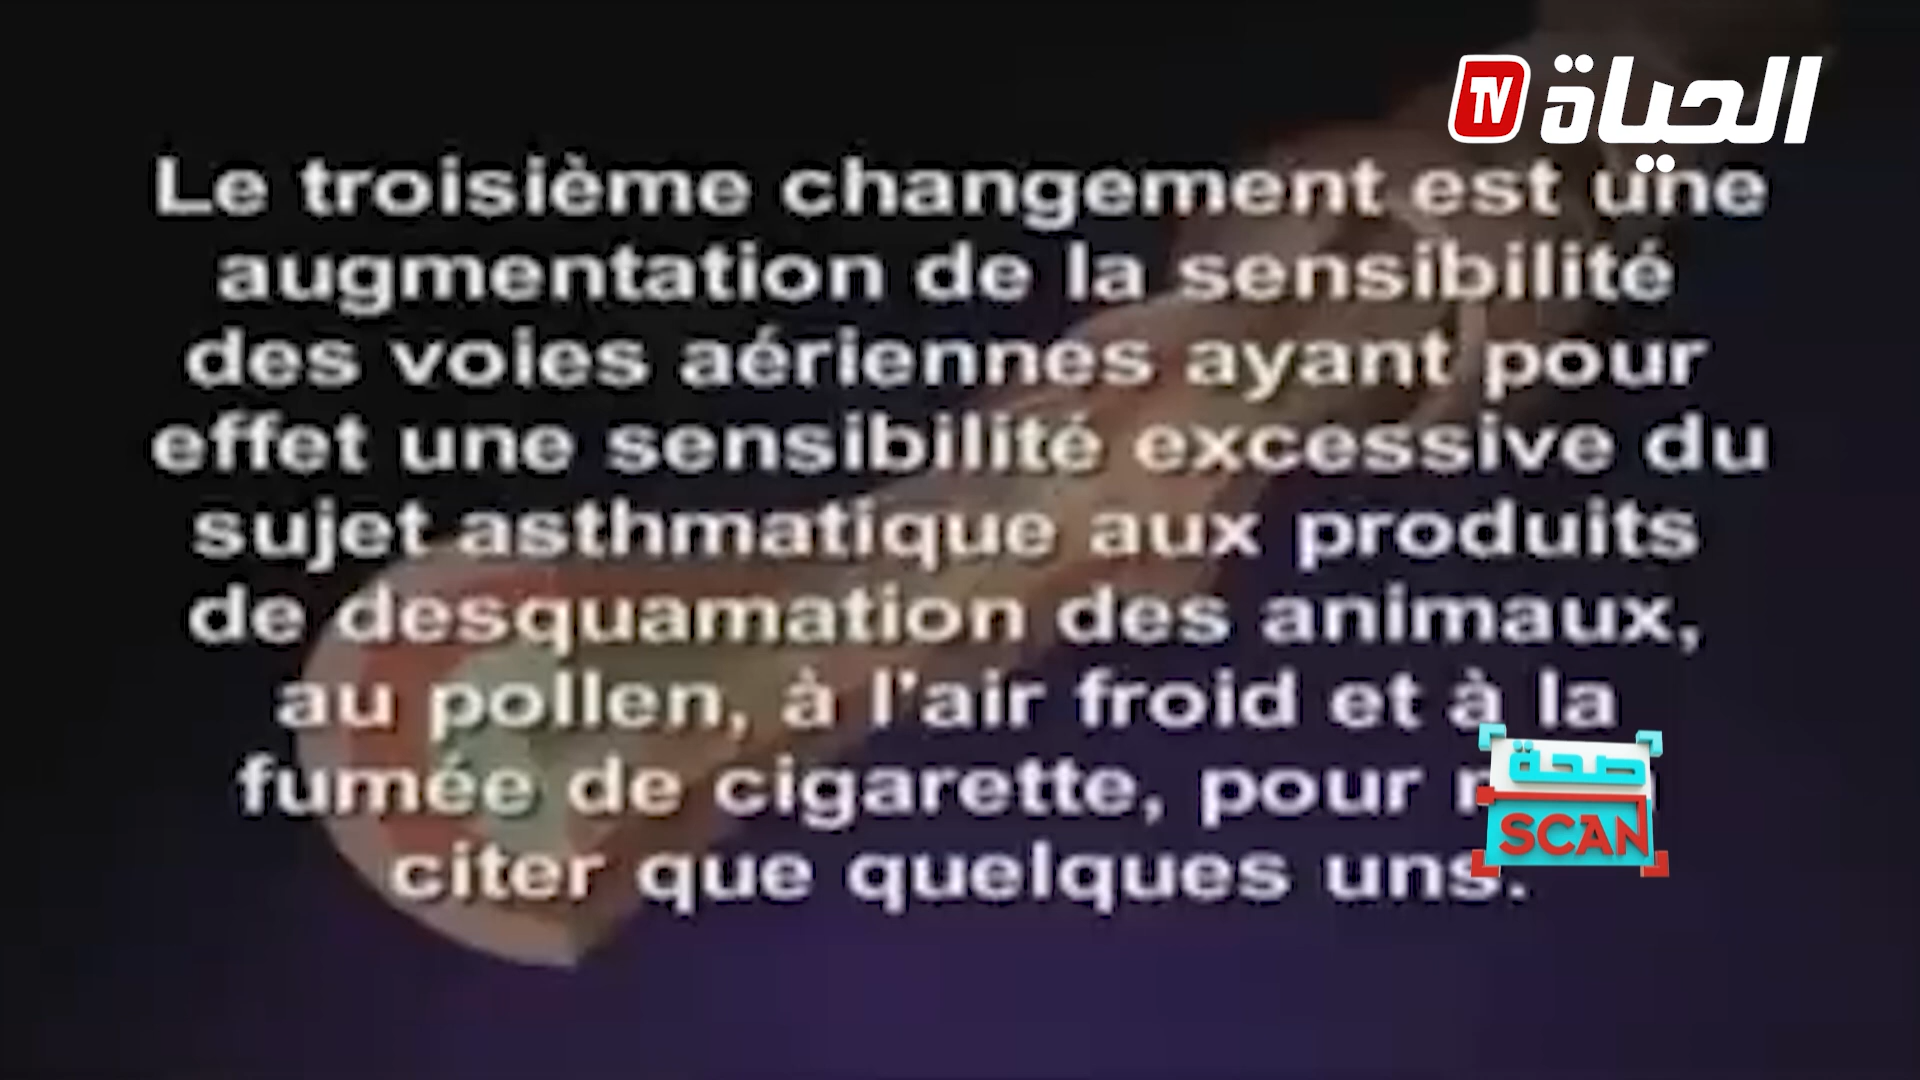 TV الحياة
Le troisième changement est une
augmentation de la sensibilité
des voies aériennes ayant pour
effet une sensibilité excessive du
sujet asthmatique aux produits
de desquamation des animaux,
au pollen, à l'air froid et à la
fumée de cigarette, pour
citer que quelques uns.
صحة
SCAN